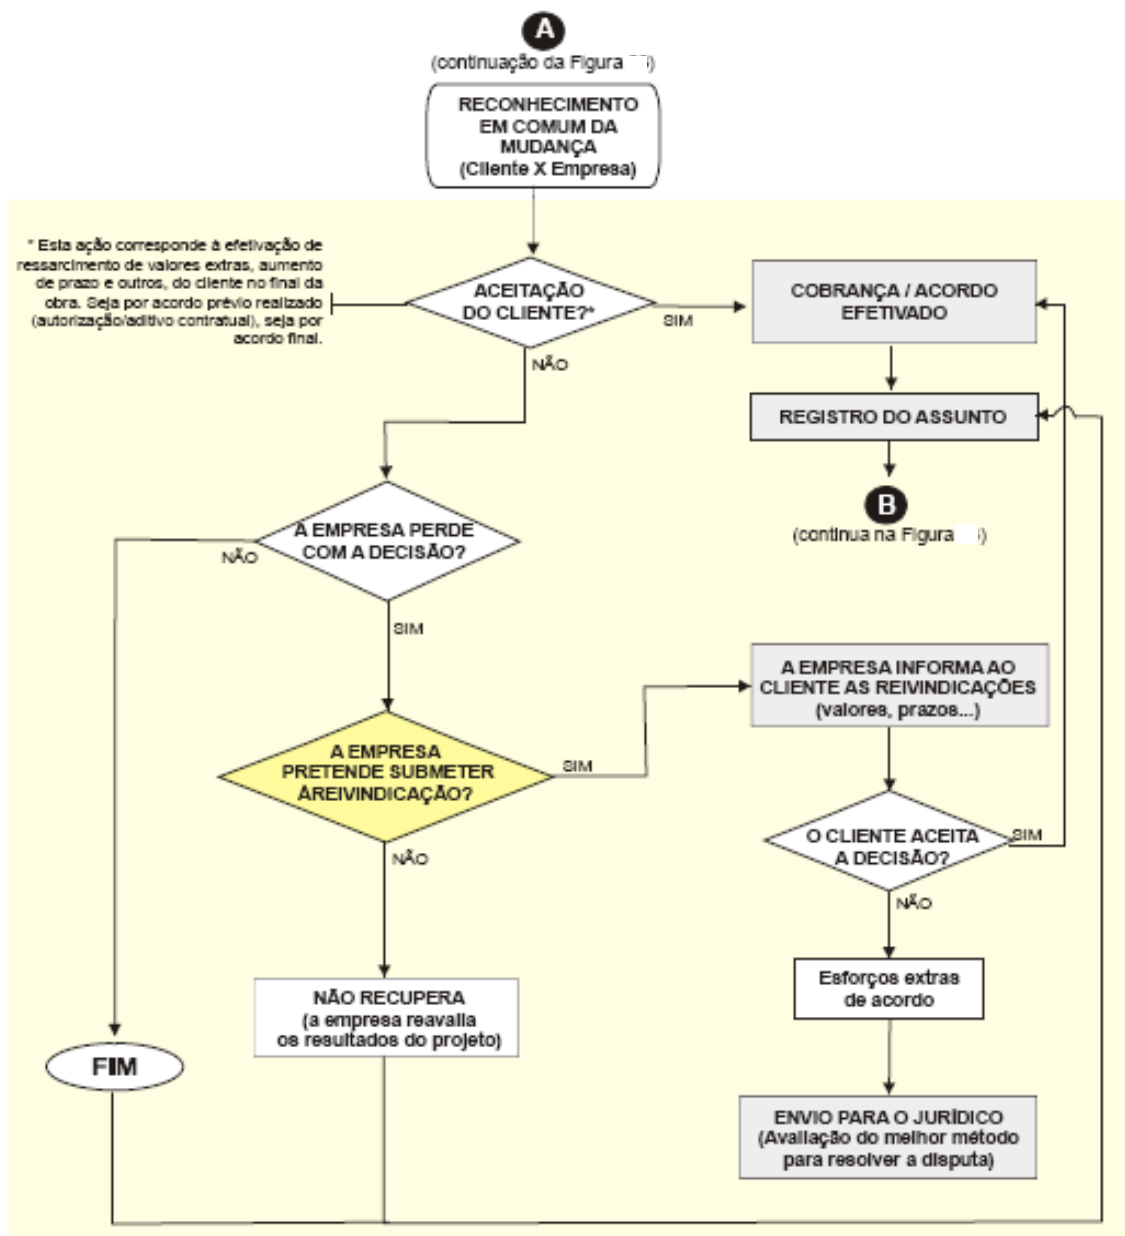 A
(continuação da Figura
RECONHECIMENTO
EM COMUM DA
MUDANÇA
(Cliente X Empresa)
* Esta ação corresponde à efetivação de
ressarcimento de valores extras, aumento
de prazo e outros, do cliente no final da
obra. Seja por acordo prévio realizado
(autorização/aditivo contratual), seja por
acordo final.
ACEITAÇÃO
DO CLIENTE?*
SIM
COBRANÇA / ACORDO
EFETIVADO
NÃO
REGISTRO DO ASSUNTO
B
(continua na Figura
A EMPRESA PERDE
COM A DECISÃO?
NÃO
SIM
A EMPRESA INFORMA AO
CLIENTE AS REIVINDICAÇÕES
(valores, prazos...)
A EMPRESA
PRETENDE SUBMETER
ÀREIVINDICAÇÃO?
SIM
NÃO
O CLIENTE ACEITA
A DECISÃO?
SIM
NÃO
Esforços extras
de acordo
NÃO RECUPERA
(a empresa reavalia
os resultados do projeto)
FIM
ENVIO PARA O JURÍDICO
(Avaliação do melhor método
para resolver a disputa)